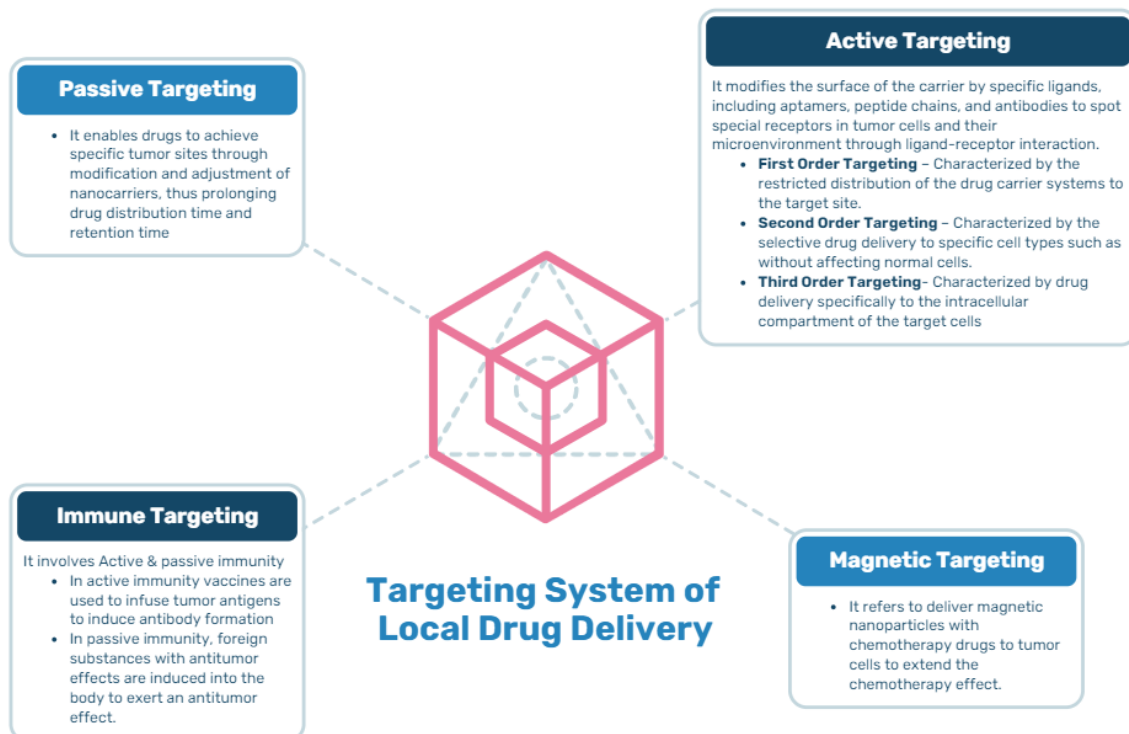 Passive Targeting
• It enables drugs to achieve
specific tumor sites through
modification and adjustment of
nanocarriers, thus prolonging
drug distribution time and
retention time
Active Targeting
It modifies the surface of the carrier by specific ligands,
including aptamers, peptide chains, and antibodies to spot
special receptors in tumor cells and their
microenvironment through ligand-receptor interaction.
• First Order Targeting – Characterized by the
restricted distribution of the drug carrier systems to
the target site.
• Second Order Targeting – Characterized by the
selective drug delivery to specific cell types such as
without affecting normal cells.
• Third Order Targeting- Characterized by drug
delivery specifically to the intracellular
compartment of the target cells
Immune Targeting
It involves Active & passive immunity
• In active immunity vaccines are
used to infuse tumor antigens
to induce antibody formation
• In passive immunity, foreign
substances with antitumor
effects are induced into the
body to exert an antitumor
effect.
Targeting System of
Local Drug Delivery
Magnetic Targeting
• It refers to deliver magnetic
nanoparticles with
chemotherapy drugs to tumor
cells to extend the
chemotherapy effect.